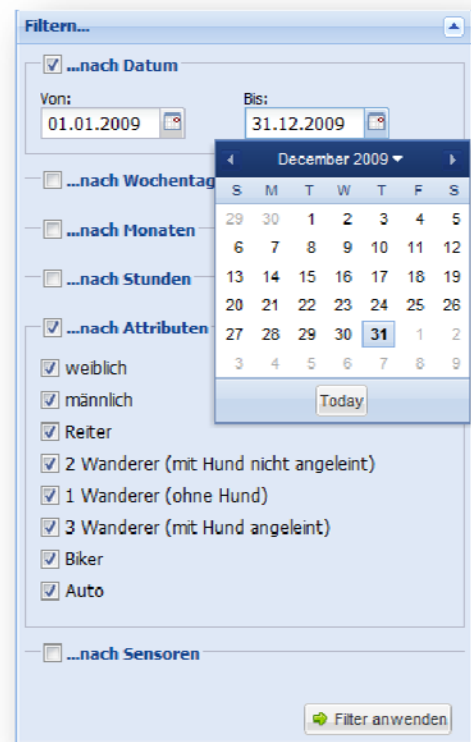 Filtern...
...nach Datum
Von: Bis:
01.01.2009 31.12.2009
December 2009
S M T W T F S
29 30 1 2 3 4 5
6 7 8 9 10 11 12
13 14 15 16 17 18 19
20 21 22 23 24 25 26
27 28 29 30 31 1 2
3 4 5 6 7 8 9
Today
...nach Wochentag
...nach Monaten
...nach Stunden
...nach Attributen
weiblich
männlich
Reiter
2 Wanderer (mit Hund nicht angeleint)
1 Wanderer (ohne Hund)
3 Wanderer (mit Hund angeleint)
Biker
Auto
...nach Sensoren
Filter anwenden